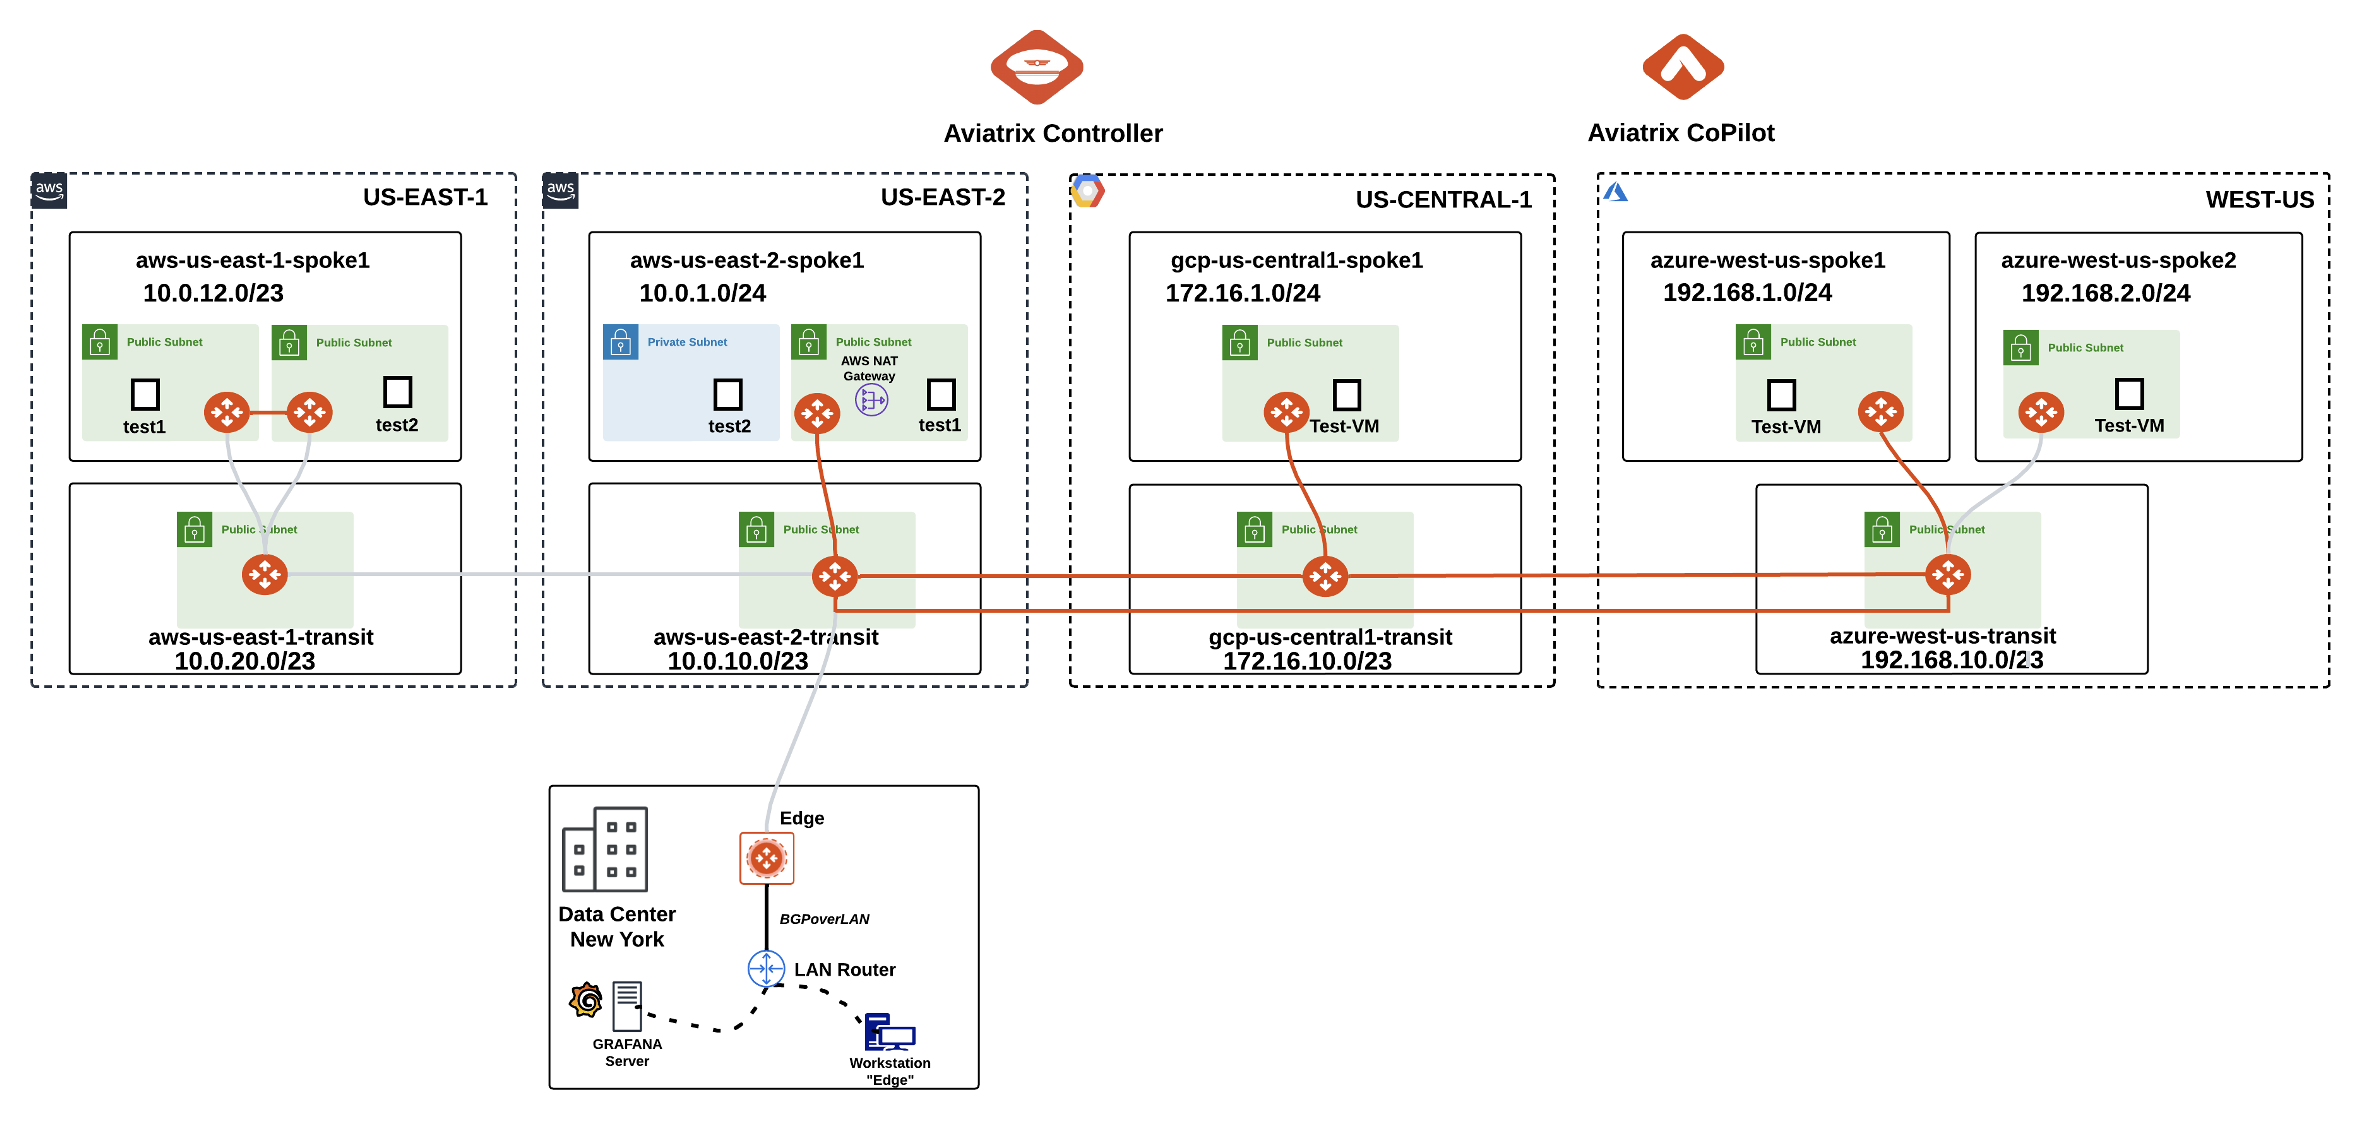 Aviatrix Controller
Aviatrix CoPilot
aws
US-EAST-1
aws-us-east-1-spoke1
10.0.12.0/23
Public Subnet
test1
Public Subnet
test2
Public Subnet
aws-us-east-1-transit
10.0.20.0/23
aws
US-EAST-2
aws-us-east-2-spoke1
10.0.1.0/24
Private Subnet
test2
Public Subnet
AWS NAT
Gateway
test1
Public Subnet
aws-us-east-2-transit
10.0.10.0/23
US-CENTRAL-1
gcp-us-central1-spoke1
172.16.1.0/24
Public Subnet
Test-VM
Public Subnet
gcp-us-central1-transit
172.16.10.0/23
WEST-US
azure-west-us-spoke1
192.168.1.0/24
Public Subnet
Test-VM
azure-west-us-spoke2
192.168.2.0/24
Public Subnet
Test-VM
Public Subnet
azure-west-us-transit
192.168.10.0/23
Edge
Data Center
New York
BGPoverLAN
LAN Router
GRAFANA
Server
Workstation
"Edge"